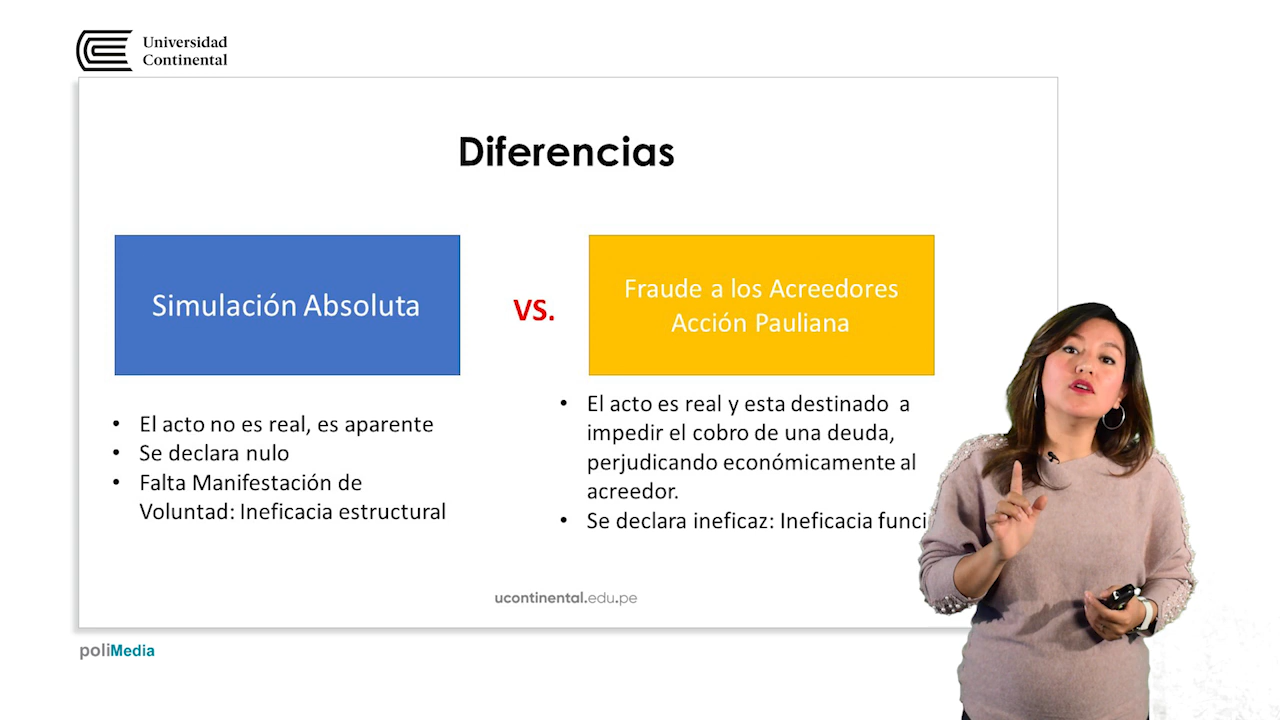 Universidad
Continental
Diferencias
Simulación Absoluta
VS.
Fraude a los Acreedores
Acción Pauliana
• El acto no es real, es aparente
• Se declara nulo
• Falta Manifestación de
Voluntad: Ineficacia estructural
• El acto es real y esta destinado a
impedir el cobro de una deuda,
perjudicando económicamente al
acreedor.
• Se declara ineficaz: Ineficacia
ucontinental.edu.pe
poliMedia